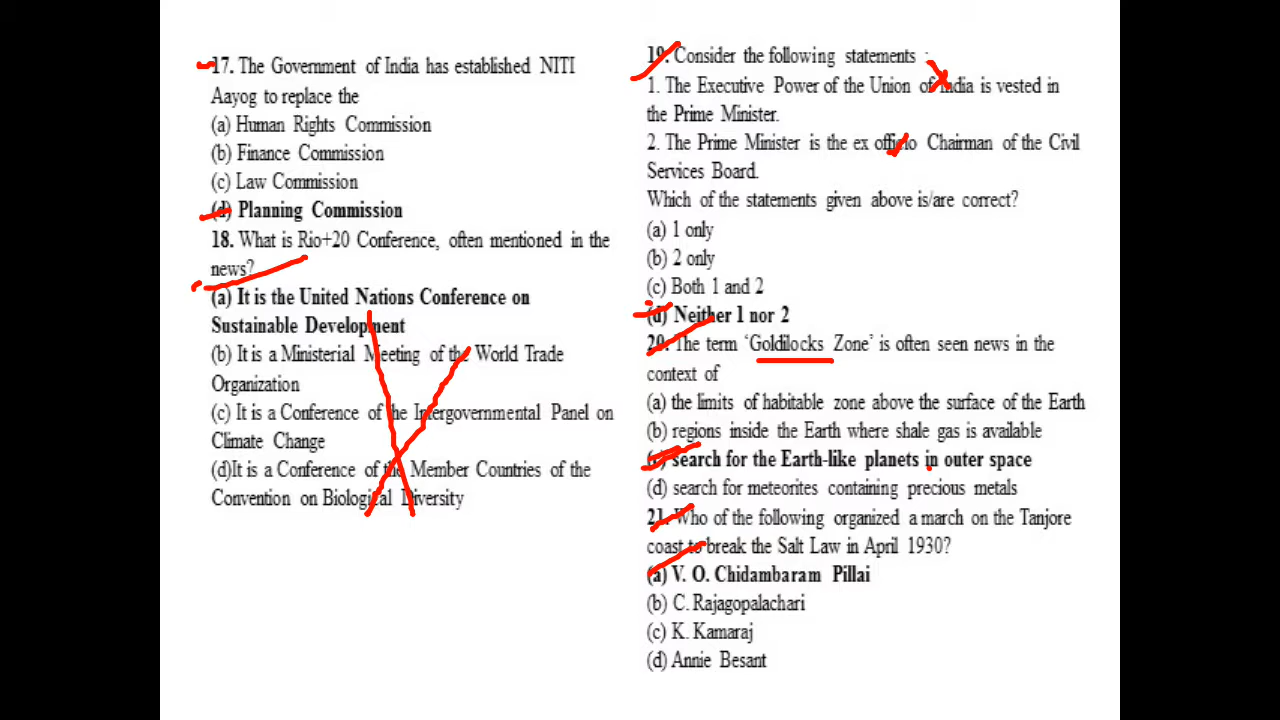 17. The Government of India has established NITI
Aayog to replace the
(a) Human Rights Commission
(b) Finance Commission
(c) Law Commission
(d) Planning Commission
18. What is Rio+20 Conference, often mentioned in the
news?
(a) It is the United Nations Conference on
Sustainable Development
(b) It is a Ministerial Meeting of the World Trade
Organization
(c) It is a Conference of the Intergovernmental Panel on
Climate Change
(d)It is a Conference of the Member Countries of the
Convention on Biological Diversity
19. Consider the following statements :
1. The Executive Power of the Union of India is vested in
the Prime Minister.
2. The Prime Minister is the ex officio Chairman of the Civil
Services Board.
Which of the statements given above is/are correct?
(a) 1 only
(b) 2 only
(c) Both 1 and 2
(d) Neither 1 nor 2
20. The term ‘Goldilocks Zone’ is often seen news in the
context of
(a) the limits of habitable zone above the surface of the Earth
(b) regions inside the Earth where shale gas is available
(c) search for the Earth-like planets in outer space
(d) search for meteorites containing precious metals
21. Who of the following organized a march on the Tanjore
coast to break the Salt Law in April 1930?
(a) V. O. Chidambaram Pillai
(b) C. Rajagopalachari
(c) K. Kamaraj
(d) Annie Besant